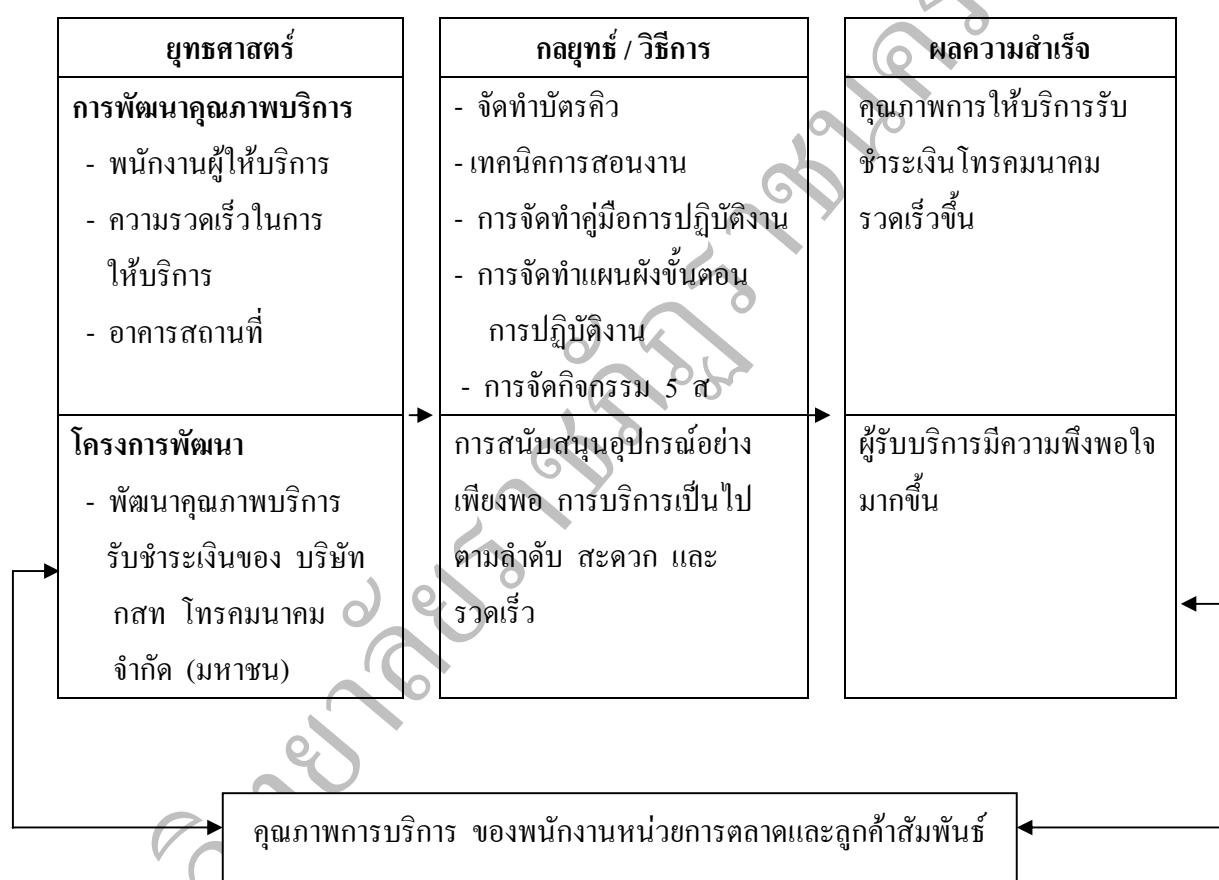 ยุทธศาสตร์
การพัฒนาคุณภาพบริการ
- พนักงานผู้ให้บริการ
- ความรวดเร็วในการ
ให้บริการ
- อาคารสถานที่
โครงการพัฒนา
- พัฒนาคุณภาพบริการ
รับชำระเงินของ บริษัท
กสท โทรคมนาคม
จำกัด (มหาชน)
กลยุทธ์ / วิธีการ
- จัดทำบัตรคิว
- เทคนิคการสอนงาน
- การจัดทำคู่มือการปฏิบัติงาน
- การจัดทำแผนผังขั้นตอน
การปฏิบัติงาน
- การจัดกิจกรรม 5 ส
การสนับสนุนอุปกรณ์อย่าง
เพียงพอ การบริการเป็นไป
ตามลำดับ สะดวก และ
รวดเร็ว
ผลความสำเร็จ
คุณภาพการให้บริการรับ
ชำระเงินโทรคมนาคม
รวดเร็วขึ้น
ผู้รับบริการมีความพึงพอใจ
มากขึ้น
คุณภาพการบริการ ของพนักงานหน่วยการตลาดและลูกค้าสัมพันธ์